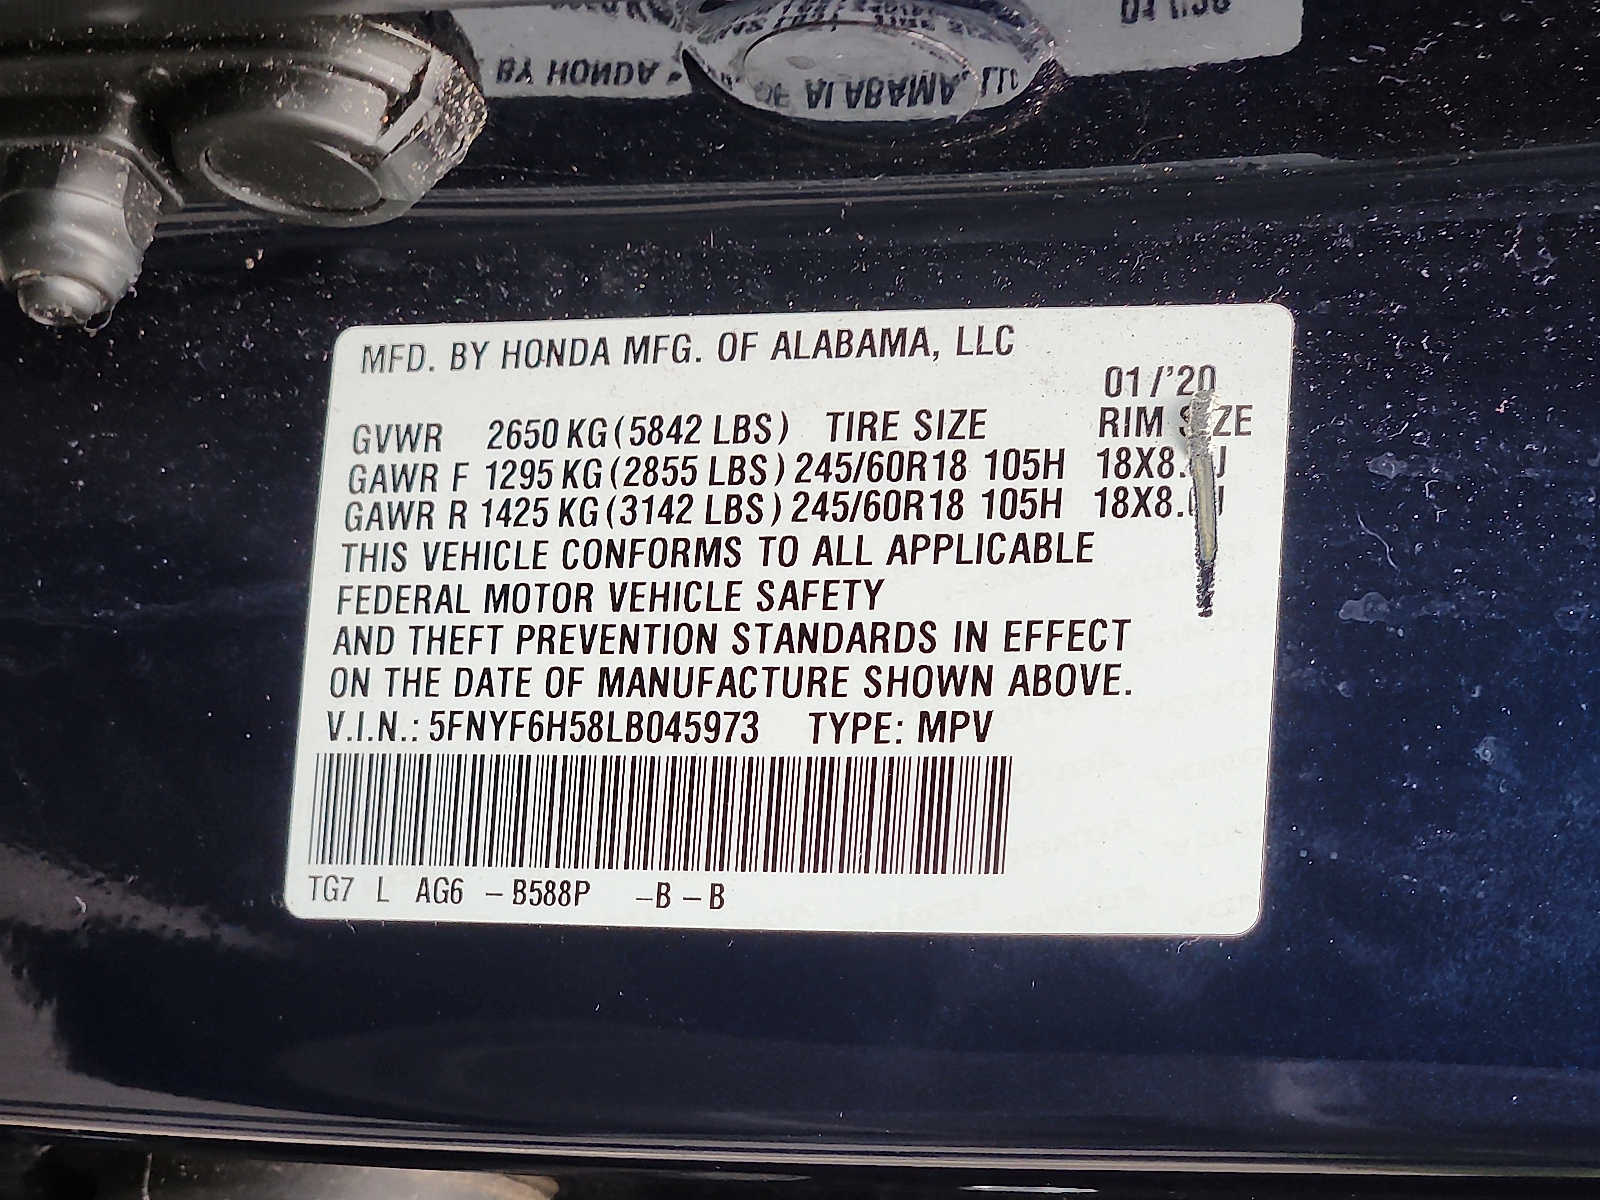 MFD. BY HONDA MFG. OF ALABAMA, LLC
01/'20
GVWR 2650 KG (5842 LBS) TIRE SIZE RIM SIZE
GAWR F 1295 KG (2855 LBS) 245/60R18 105H
GAWR R 1425 KG (3142 LBS) 245/60R18 105H
THIS VEHICLE CONFORMS TO ALL APPLICABLE
FEDERAL MOTOR VEHICLE SAFETY
AND THEFT PREVENTION STANDARDS IN EFFECT
ON THE DATE OF MANUFACTURE SHOWN ABOVE.
V.I.N.: 5FNYF6H58LB045973 TYPE: MPV
TG7 L AG6 – B588P –B – B